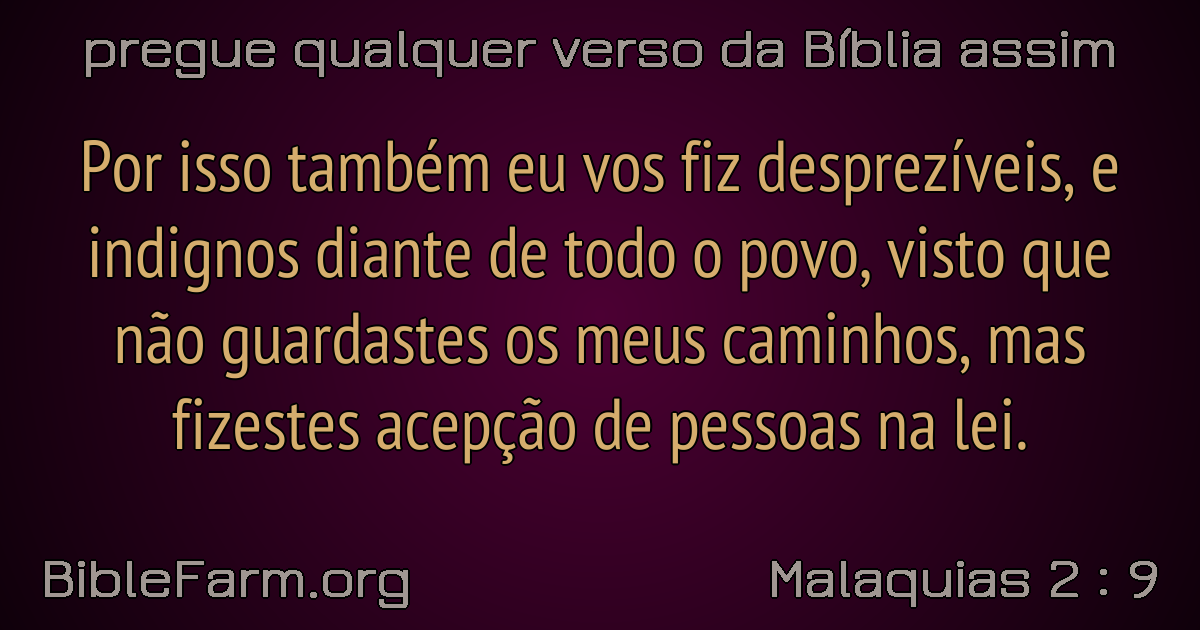 pregue qualquer verso da Bíblia assim
Por isso também eu vos fiz desprezíveis, e
indignos diante de todo o povo, visto que
não guardastes os meus caminhos, mas
fizestes acepção de pessoas na lei.
BibleFarm.org
Malaquias 2 : 9